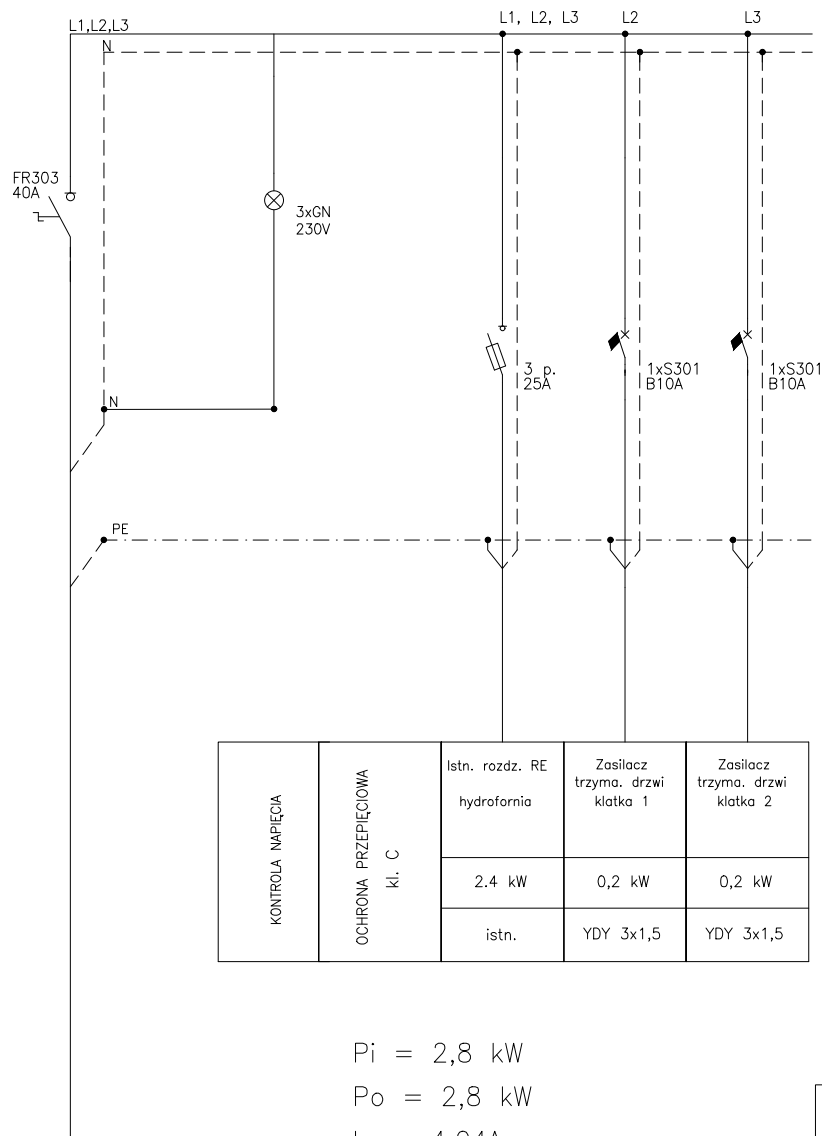 L1,L2,L3
N
L1, L2, L3
L2
L3
FR303
40A
3xGN
230V
3 p.
25A
1xS301
B10A
1xS301
B10A
N
PE
KONTROLA NAPIĘCIA
OCHRONA PRZEPIĘCIOWA
kl. C
Istn. rozdz. RE
hydrofornia
Zasilacz
trzyma. drzwi
klatka 1
Zasilacz
trzyma. drzwi
klatka 2
2.4 kW
0,2 kW
0,2 kW
istn.
YDY 3x1,5
YDY 3x1,5
Pi = 2,8 kW
Po = 2,8 kW